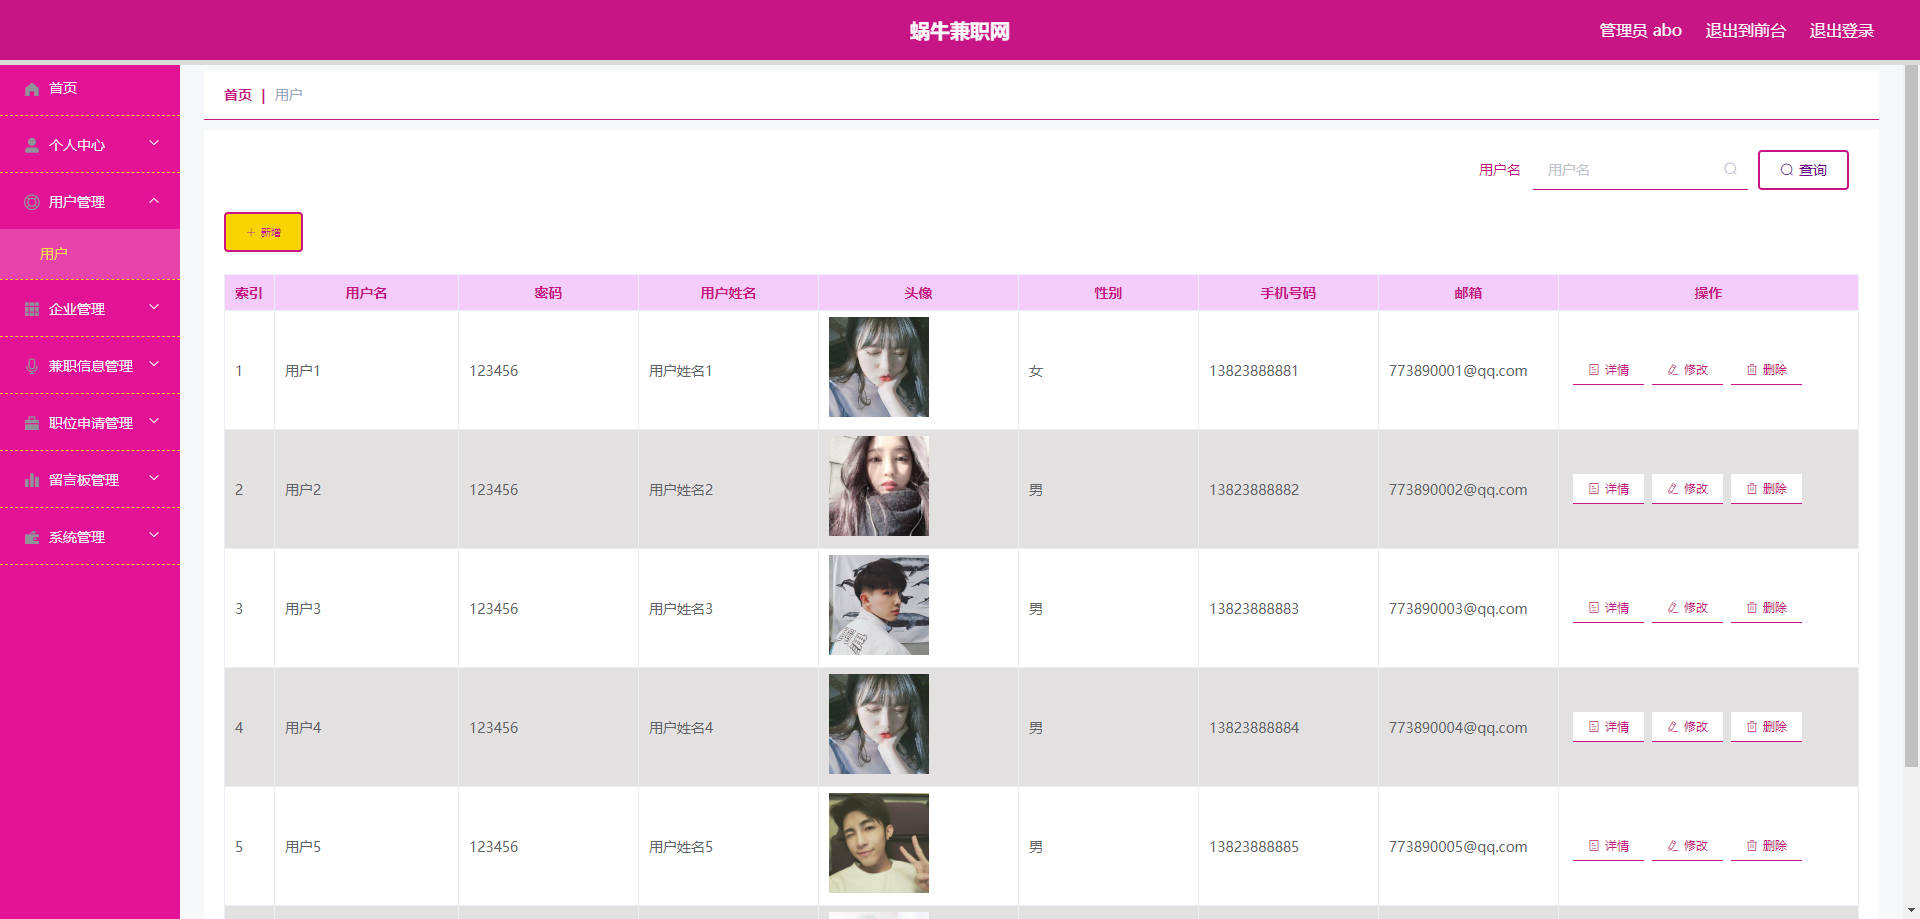 蜗牛兼职网
管理员 abo 退出到前台 退出登录
首页
个人中心
用户管理
用户
企业管理
兼职信息管理
职位申请管理
留言板管理
系统管理
首页 | 用户
用户名 用户名 查询
新增
索引 用户名 密码 用户姓名 头像 性别 手机号码 邮箱 操作
1 用户1 123456 用户姓名1 女 13823888881 773890001@qq.com 详情 修改 删除
2 用户2 123456 用户姓名2 男 13823888882 773890002@qq.com 详情 修改 删除
3 用户3 123456 用户姓名3 男 13823888883 773890003@qq.com 详情 修改 删除
4 用户4 123456 用户姓名4 男 13823888884 773890004@qq.com 详情 修改 删除
5 用户5 123456 用户姓名5 男 13823888885 773890005@qq.com 详情 修改 删除